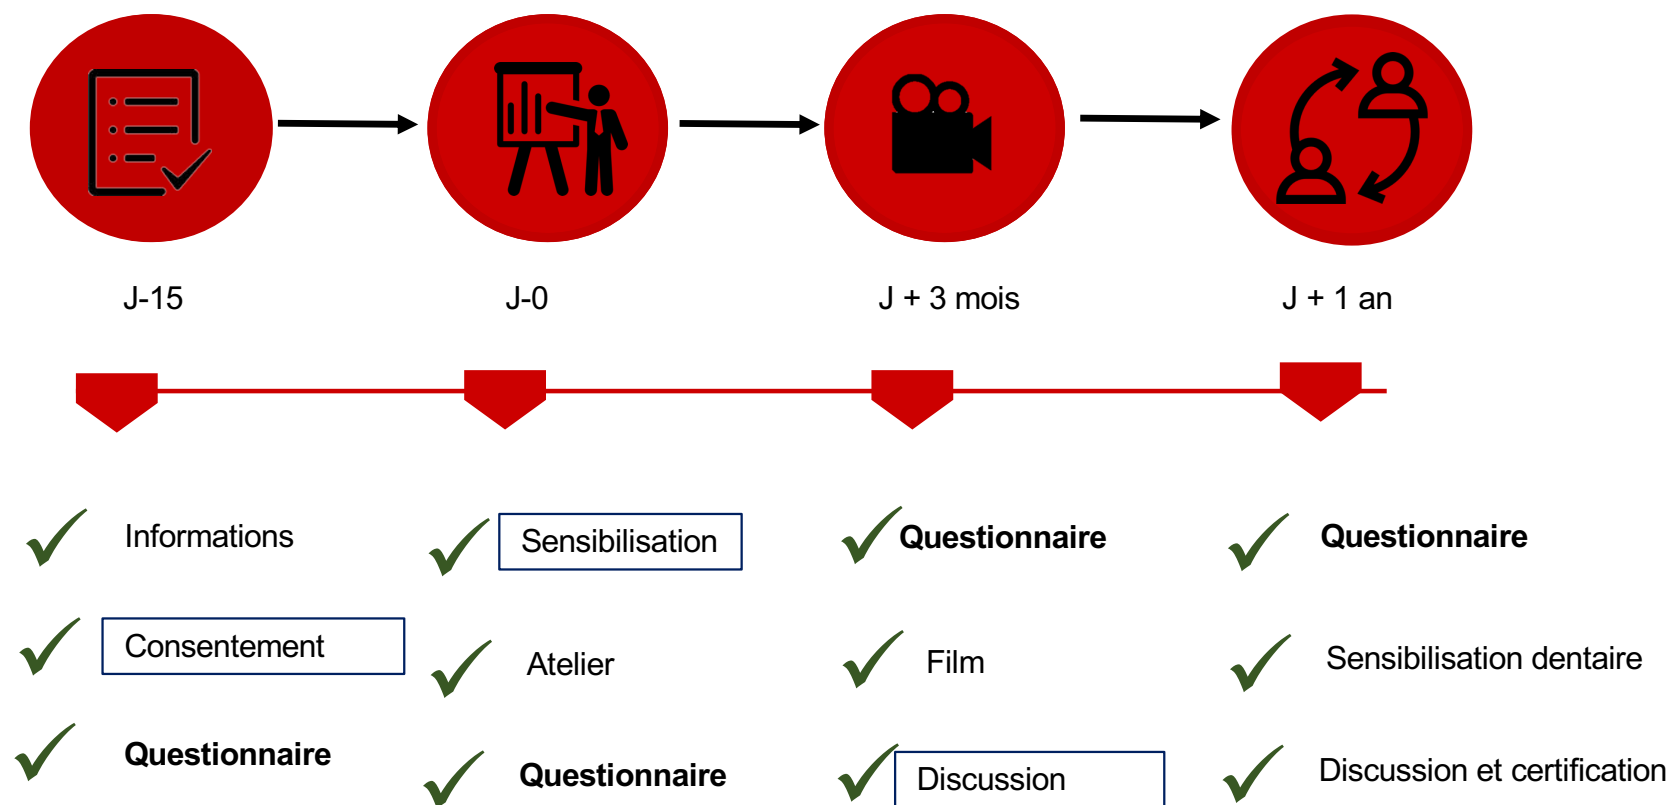 J-15
J-0
J + 3 mois
J + 1 an
Informations
Consentement
Questionnaire
Sensibilisation
Atelier
Questionnaire
Questionnaire
Film
Discussion
Questionnaire
Sensibilisation dentaire
Discussion et certification